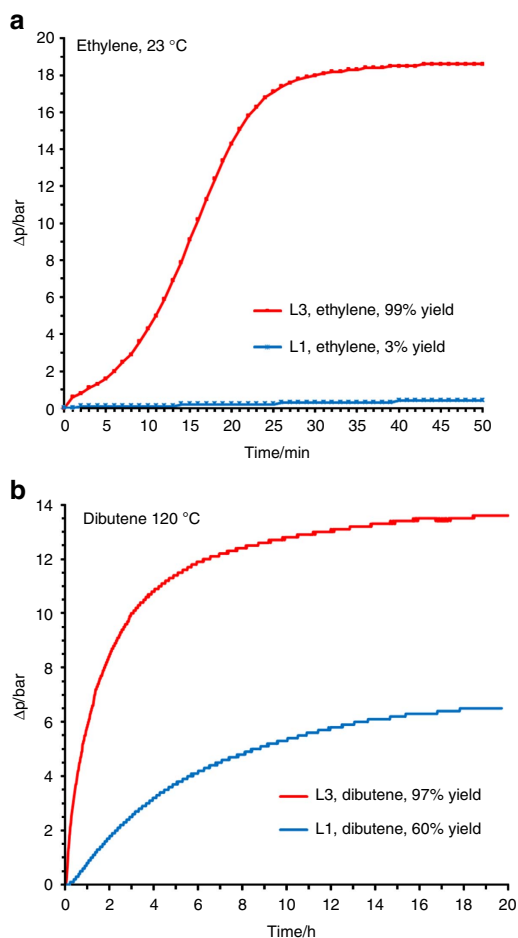 a
Ethylene, 23 °C
20
18
16
14
12
10
8
6
4
2
0
Δp/bar
L3, ethylene, 99% yield
L1, ethylene, 3% yield
0 5 10 15 20 25 30 35 40 45 50
Time/min
b
Dibutene 120 °C
14
12
10
8
6
4
2
0
Δp/bar
L3, dibutene, 97% yield
L1, dibutene, 60% yield
0 2 4 6 8 10 12 14 16 18 20
Time/h